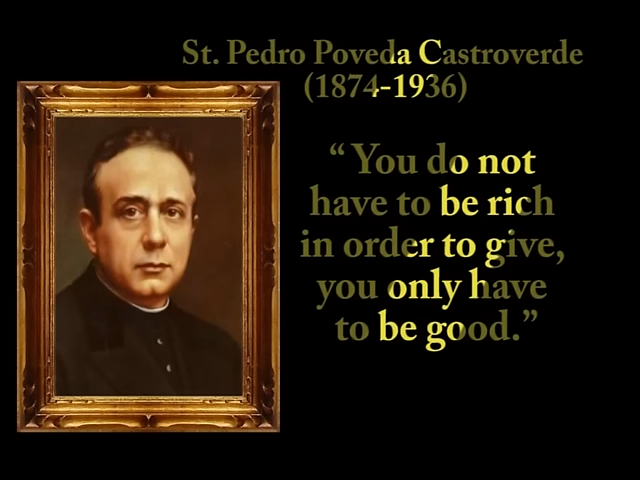 St. Pedro Poveda Castroverde
(1874-1936)
“You do not
have to be rich
in order to give,
you only have
to be good.”